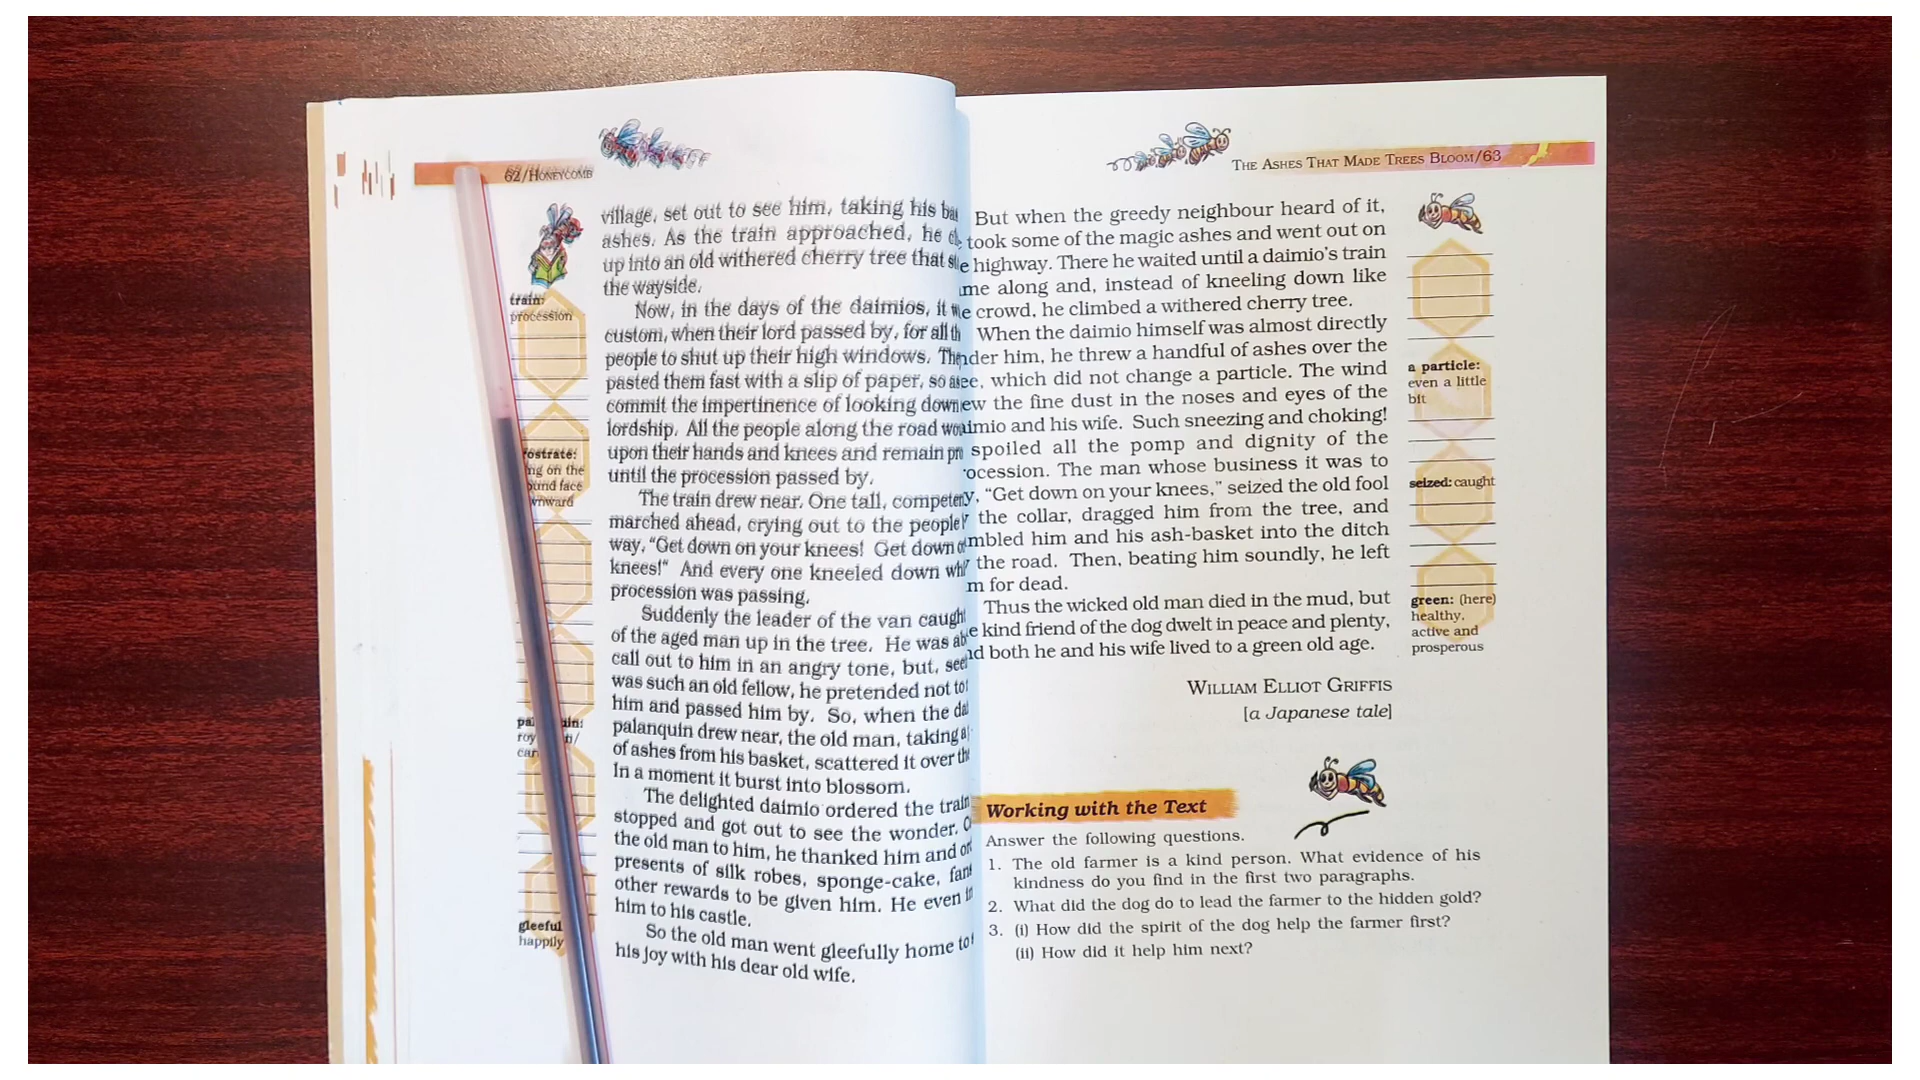 62/HONEYCOMB
village, set out to see him, taking his
ashes. As the train approached, he
up into an old withered cherry tree that
the wayside.
Now, in the days of the daimios, it
custom, when their lord passed by, for all
people to shut up their high windows.
pasted them fast with a slip of paper, so as
commit the impertinence of looking down
lordship. All the people along the road
upon their hands and knees and remain
until the procession passed by.
The train drew near. One tall,
marched ahead, crying out to the people
way, “Get down on your knees! Get down
knees!“ And every one kneeled down
procession was passing.
Suddenly the leader of the van caught
of the aged man up in the tree. He was
call out to him in an angry tone, but,
was such an old fellow, he pretended not
him and passed him by. So, when the
palanquin drew near, the old man, taking a
of ashes from his basket, scattered it over
In a moment it burst into blossom.
The delighted daimio ordered the train
stopped and got out to see the wonder.
the old man to him, he thanked him and
presents of silk robes, sponge-cake,
other rewards to be given him. He even
him to his castle.
So the old man went gleefully home
his joy with his dear old wife.
train:
procession
ostrate:
ng on the
und face
wnward
gleeful
happily
THE ASHES THAT MADE TREES BLOOM/63
But when the greedy neighbour heard of it,
took some of the magic ashes and went out on
highway. There he waited until a daimio’s train
me along and, instead of kneeling down like
crowd, he climbed a withered cherry tree.
When the daimio himself was almost directly
nder him, he threw a handful of ashes over the
ee, which did not change a particle. The wind
ew the fine dust in the noses and eyes of the
aimio and his wife. Such sneezing and choking!
spoiled all the pomp and dignity of the
ocession. The man whose business it was to
y, “Get down on your knees,” seized the old fool
the collar, dragged him from the tree, and
mbled him and his ash-basket into the ditch
the road. Then, beating him soundly, he left
m for dead.
Thus the wicked old man died in the mud, but
e kind friend of the dog dwelt in peace and plenty,
nd both he and his wife lived to a green old age.
WILLIAM ELLIOT GRIFFIS
[a Japanese tale]
a particle:
even a little
bit
seized: caught
green: (here)
healthy,
active and
prosperous
Working with the Text
Answer the following questions.
1. The old farmer is a kind person. What evidence of his
kindness do you find in the first two paragraphs.
2. What did the dog do to lead the farmer to the hidden gold?
3. (i) How did the spirit of the dog help the farmer first?
(ii) How did it help him next?